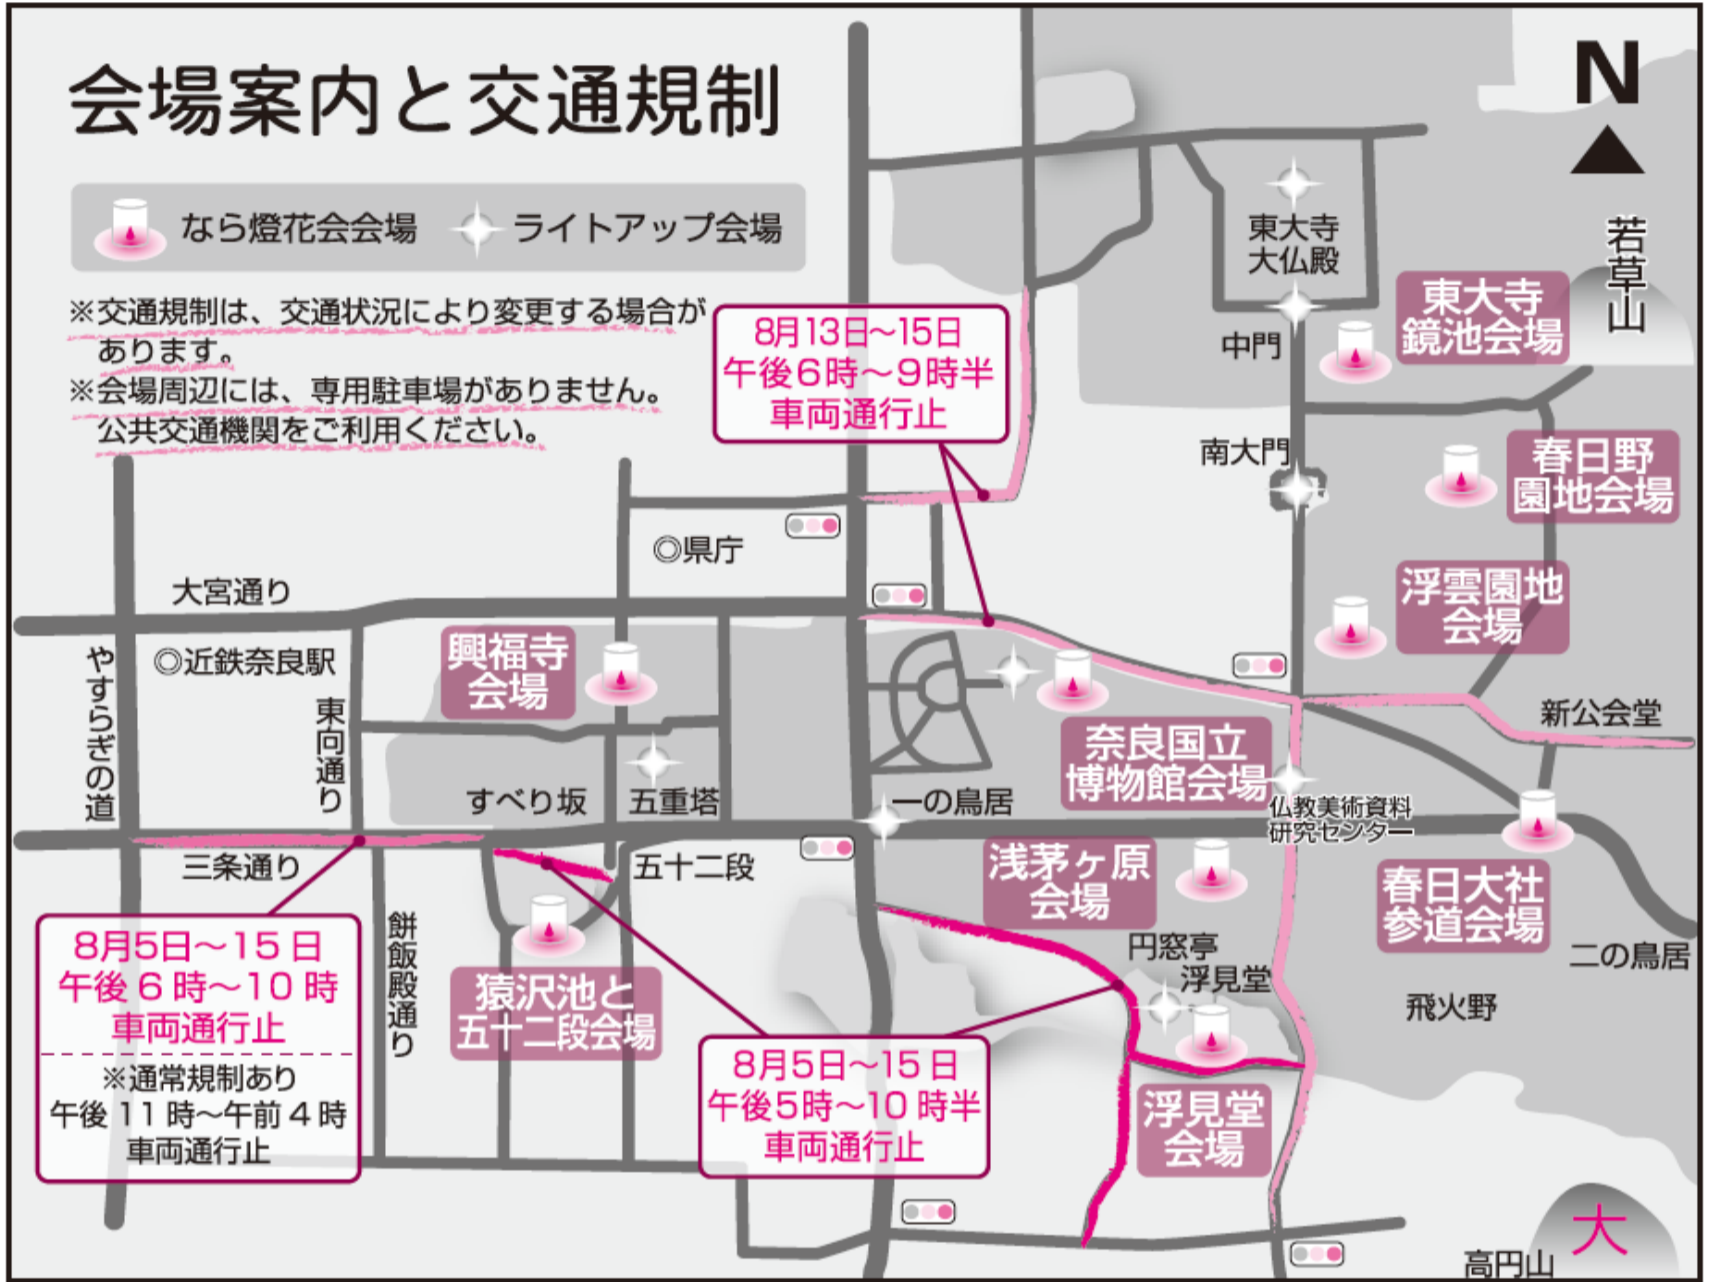 会場案内と交通規制
N
なら燈花会会場
ライトアップ会場
※交通規制は、交通状況により変更する場合が
あります。
※会場周辺には、専用駐車場がありません。
公共交通機関をご利用ください。
8月13日～15日
午後6時～9時半
車両通行止
東大寺
大仏殿
若草山
東大寺
鏡池会場
中門
南大門
春日野
園地会場
浮雲園地
会場
◎県庁
大宮通り
◎近鉄奈良駅
やすらぎの道
東向通り
興福寺
会場
奈良国立
博物館会場
新公会堂
すべり坂
五重塔
一の鳥居
仏教美術資料
研究センター
三条通り
五十二段
浅茅ヶ原
会場
春日大社
参道会場
二の鳥居
円窓亭
浮見堂
飛火野
8月5日～15日
午後6時～10時
車両通行止
※通常規制あり
午後11時～午前4時
車両通行止
餅飯殿通り
猿沢池と
五十二段会場
8月5日～15日
午後5時～10時半
車両通行止
浮見堂
会場
大
高円山